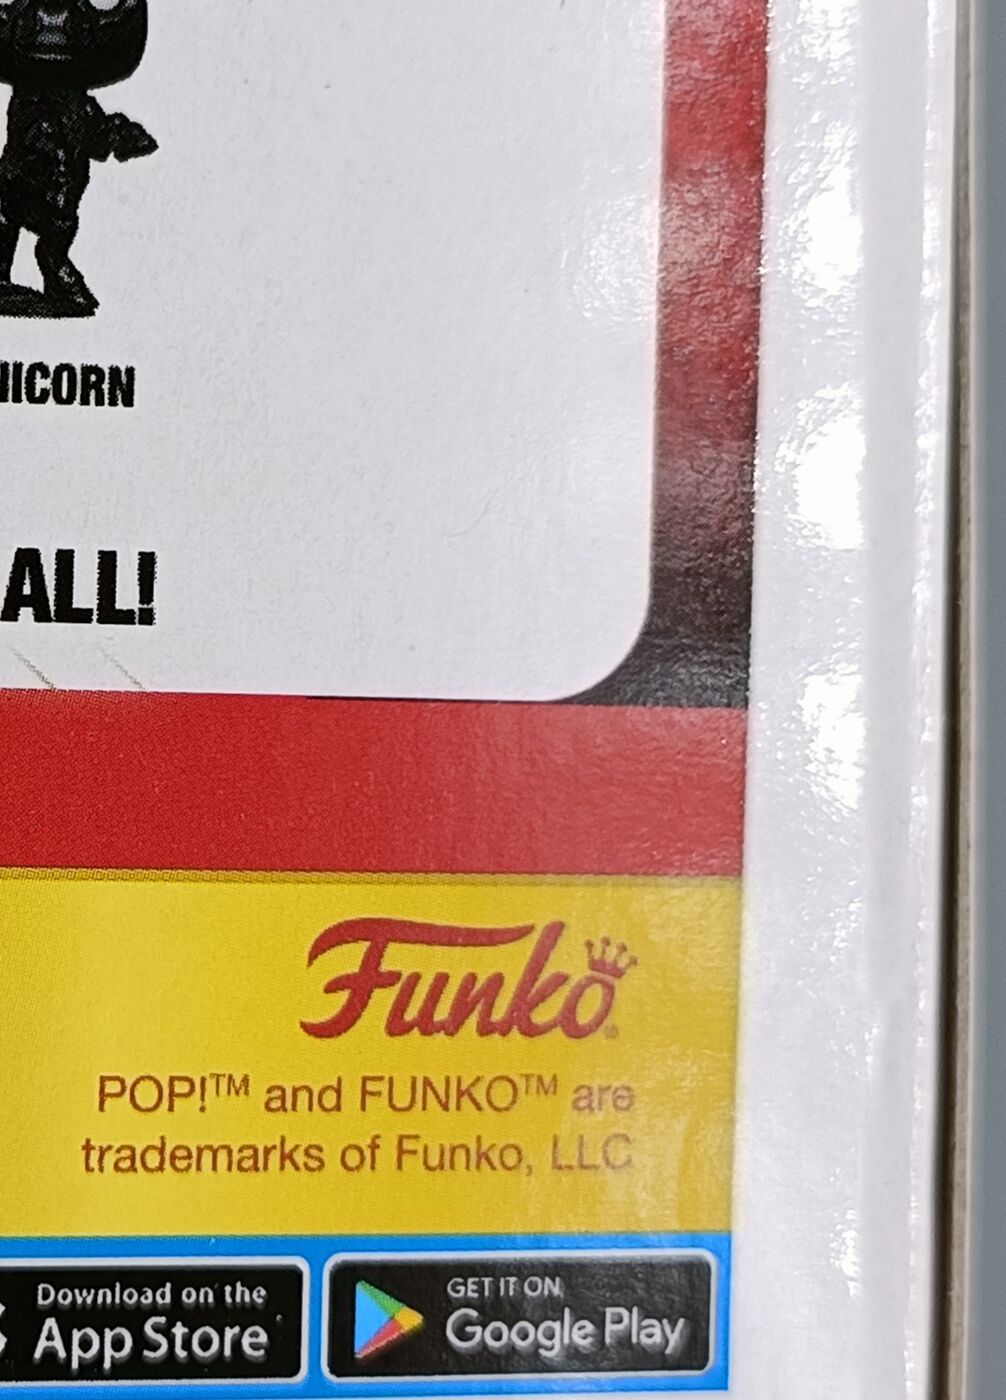 NICORN
ALL!
Funko
POP!™ and FUNKO™ are
trademarks of Funko, LLC
Download on the
App Store
GET IT ON
Google Play